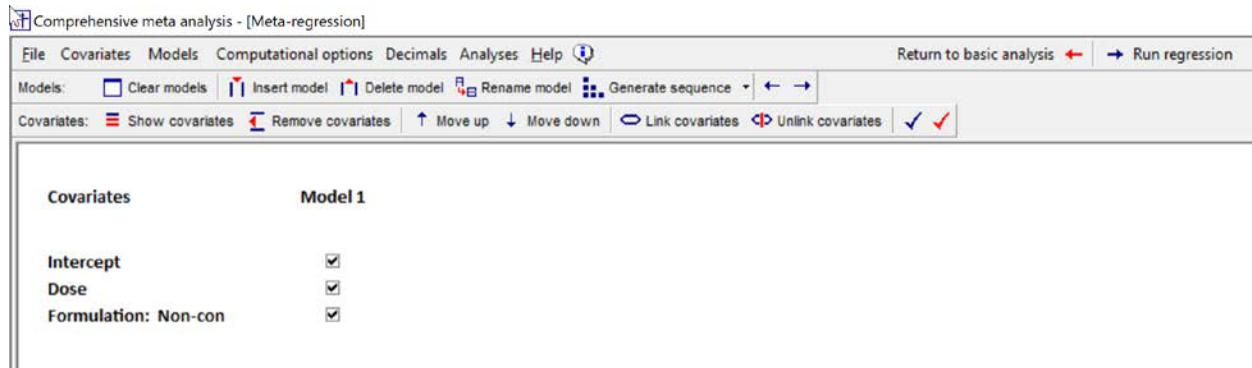 Comprehensive meta analysis - [Meta-regression]
File Covariates Models Computational options Decimals Analyses Help Return to basic analysis Run regression
Models: Clear models Insert model Delete model Rename model Generate sequence
Covariates: Show covariates Remove covariates Move up Move down Link covariates Unlink covariates
Covariates Model 1
Intercept
Dose
Formulation: Non-con